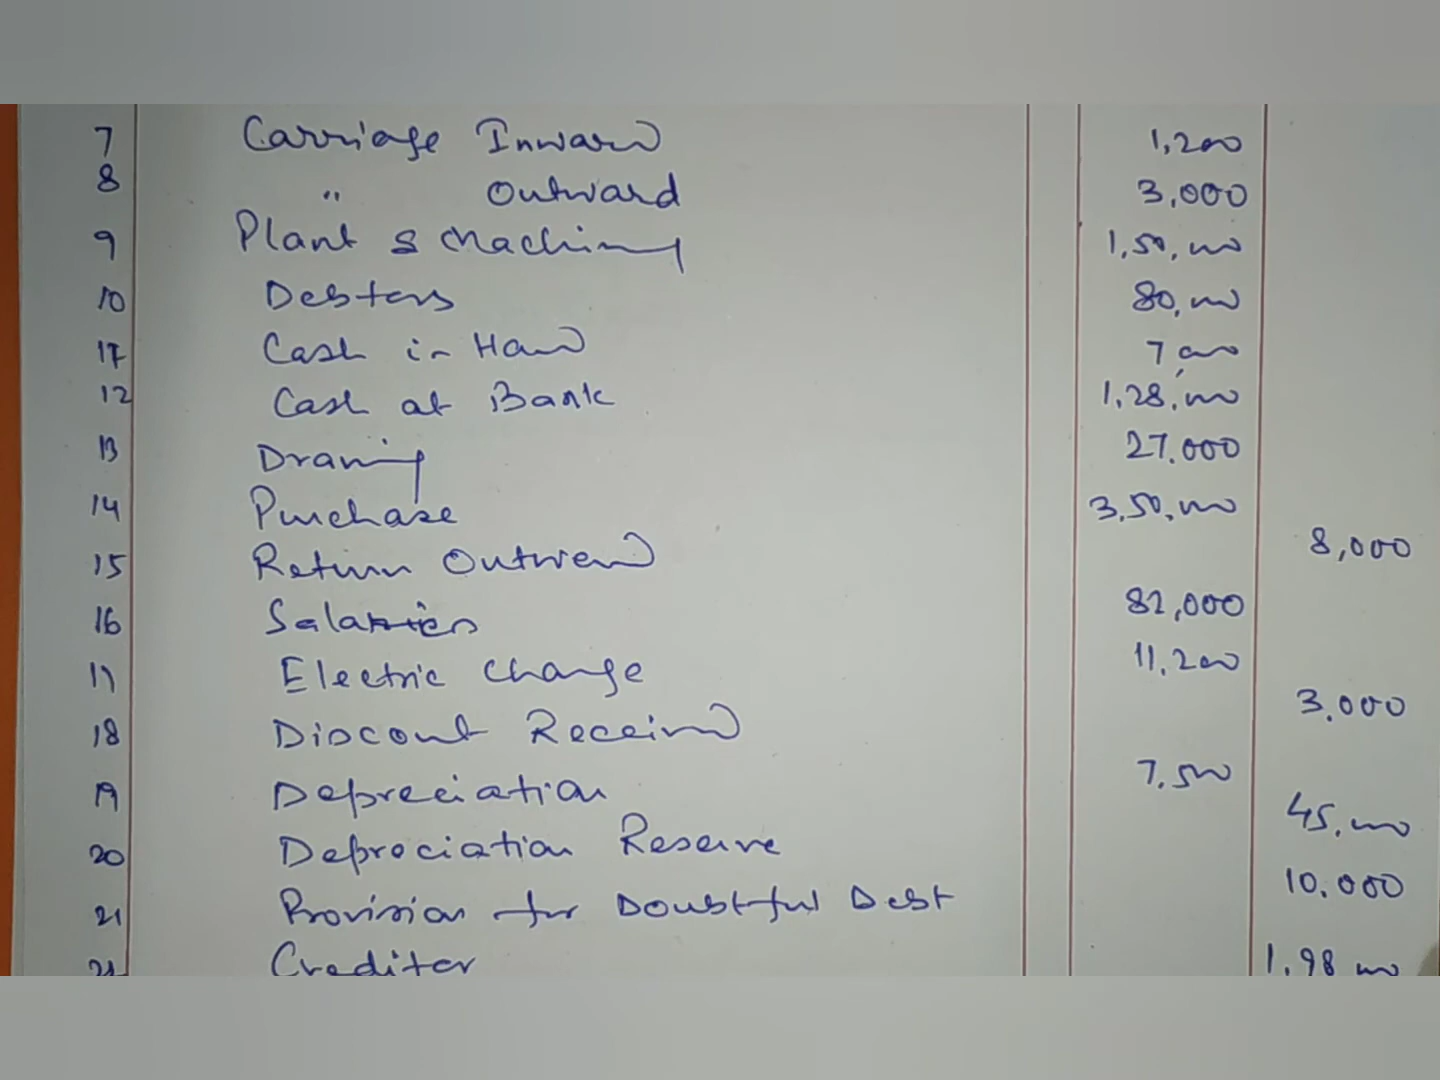 7 Carriage Inward 1,200
8 " Outward 3,000
9 Plant & Machinery 1,50,000
10 Debtors 80,000
11 Cash in Hand 7,000
12 Cash at Bank 1,28,000
13 Drawing 27,000
14 Purchase 3,50,000
15 Return Outward 8,000
16 Salaries 82,000
17 Electric Charge 11,200
18 Discount Received 3,000
19 Depreciation 7,500
20 Depreciation Reserve 45,000
21 Provision for Doubtful Debt 10,000
Creditor 1,98,000